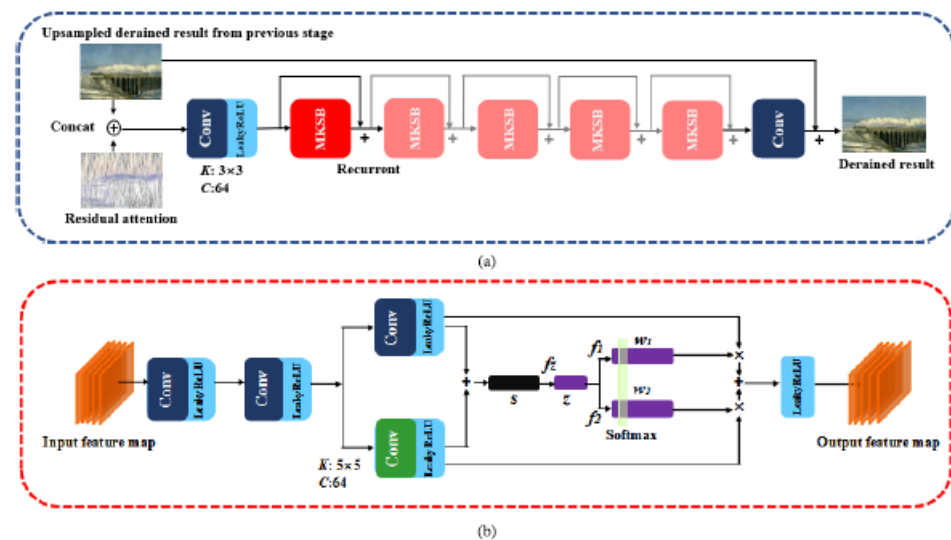 Upsampled derained result from previous stage
Concat
Conv
LeakyReLU
MKSB
MKSB
MKSB
MKSB
MKSB
Conv
+
+
+
+
+
+
K: 3×3
C:64
Recurrent
Derained result
Residual attention
(a)
Conv
LeakyReLU
Conv
LeakyReLU
Conv
LeakyReLU
Conv
LeakyReLU
+
S
fz
z
f1
f2
W1
W2
Softmax
×
+
×
LeakyReLU
Input feature map
K: 5×5
C:64
Output feature map
(b)